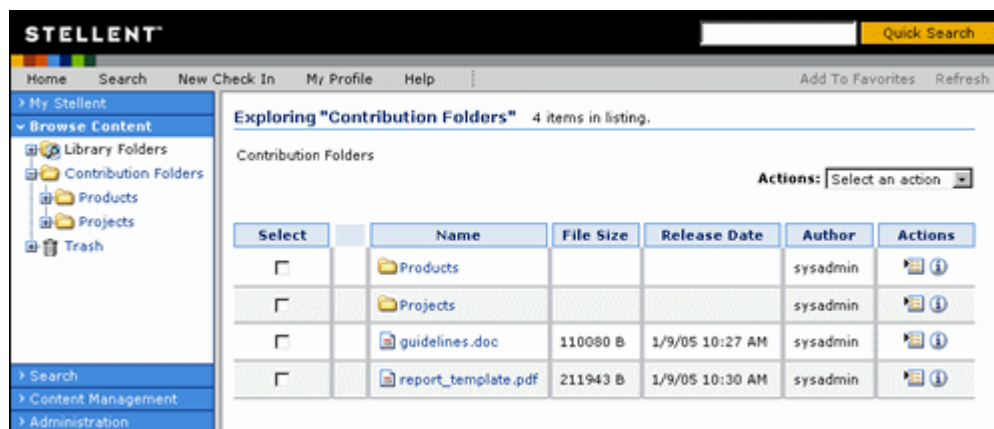 STELLENT™
Quick Search
Home Search New Check In My Profile Help Add To Favorites Refresh
> My Stellent
Browse Content
Library Folders
Contribution Folders
Products
Projects
Trash
> Search
> Content Management
> Administration
Exploring "Contribution Folders" 4 items in listing.
Contribution Folders
Actions: Select an action
Select Name File Size Release Date Author Actions
Products sysadmin
Projects sysadmin
guidelines.doc 110080 B 1/9/05 10:27 AM sysadmin
report_template.pdf 211943 B 1/9/05 10:30 AM sysadmin